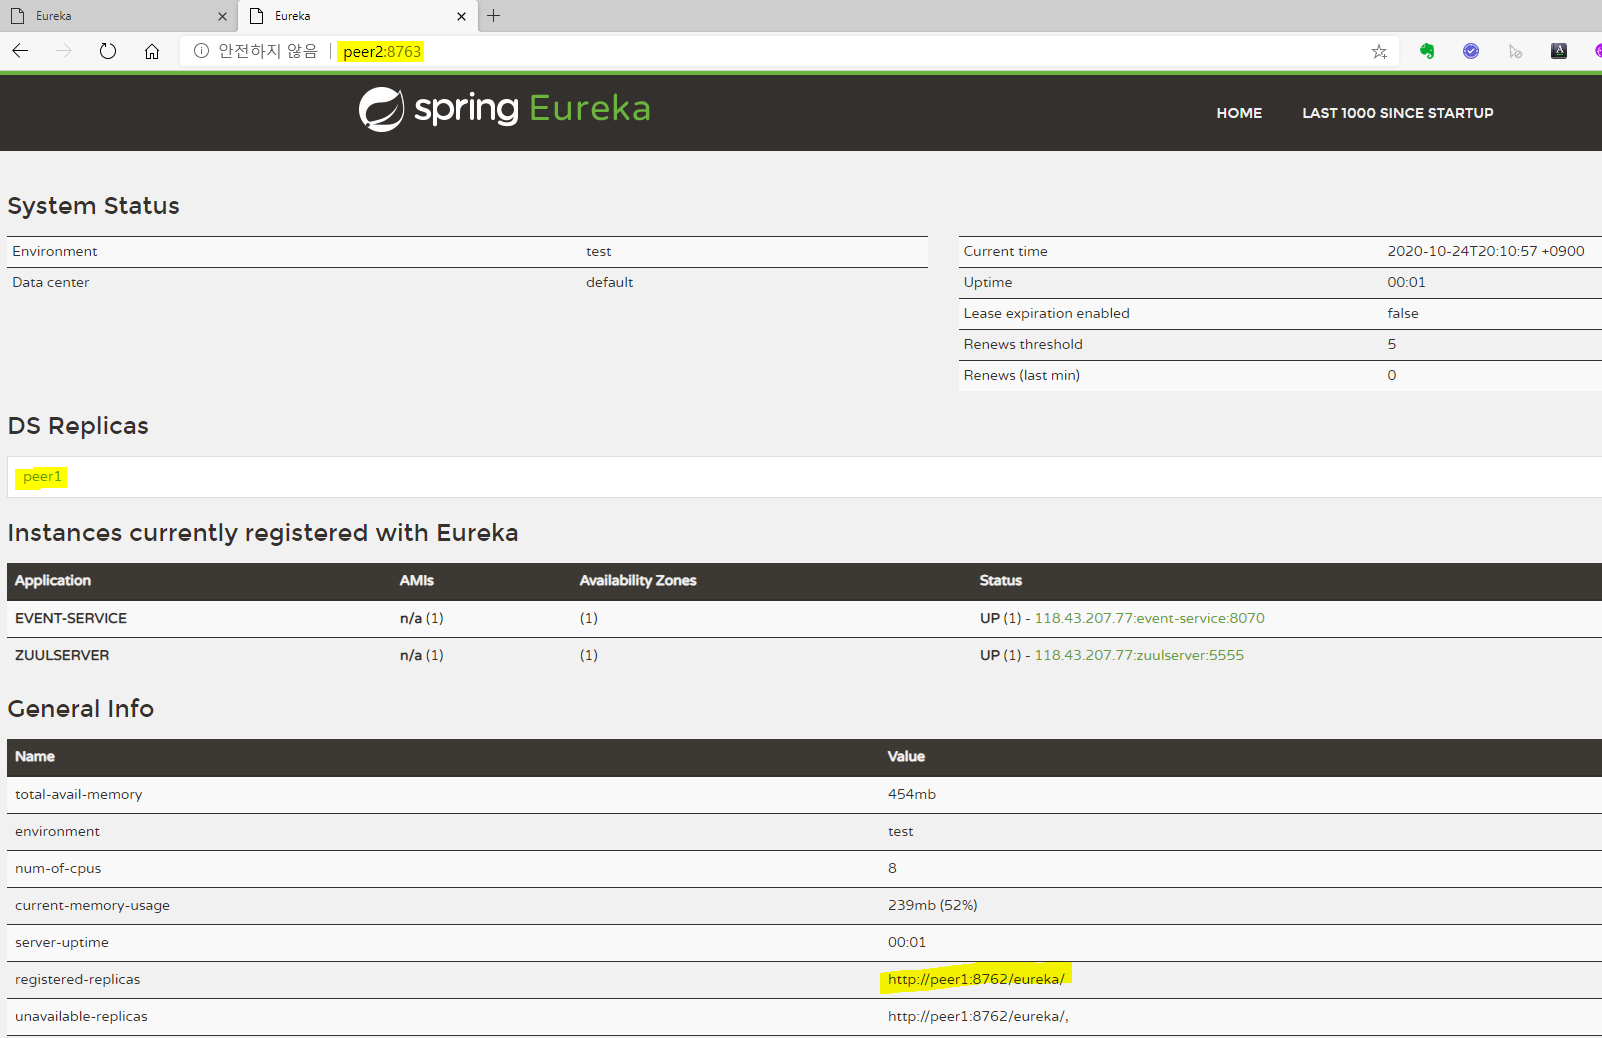 Eureka
Eureka
안전하지 않음 | peer2:8763
spring Eureka
HOME
LAST 1000 SINCE STARTUP
System Status
Environment test
Data center default
Current time 2020-10-24T20:10:57 +0900
Uptime 00:01
Lease expiration enabled false
Renews threshold 5
Renews (last min) 0
DS Replicas
peer1
Instances currently registered with Eureka
Application AMIs Availability Zones Status
EVENT-SERVICE n/a (1) (1) UP (1) - 118.43.207.77:event-service:8070
ZUULSERVER n/a (1) (1) UP (1) - 118.43.207.77:zuulserver:5555
General Info
Name Value
total-avail-memory 454mb
environment test
num-of-cpus 8
current-memory-usage 239mb (52%)
server-uptime 00:01
registered-replicas http://peer1:8762/eureka/
unavailable-replicas http://peer1:8762/eureka/,